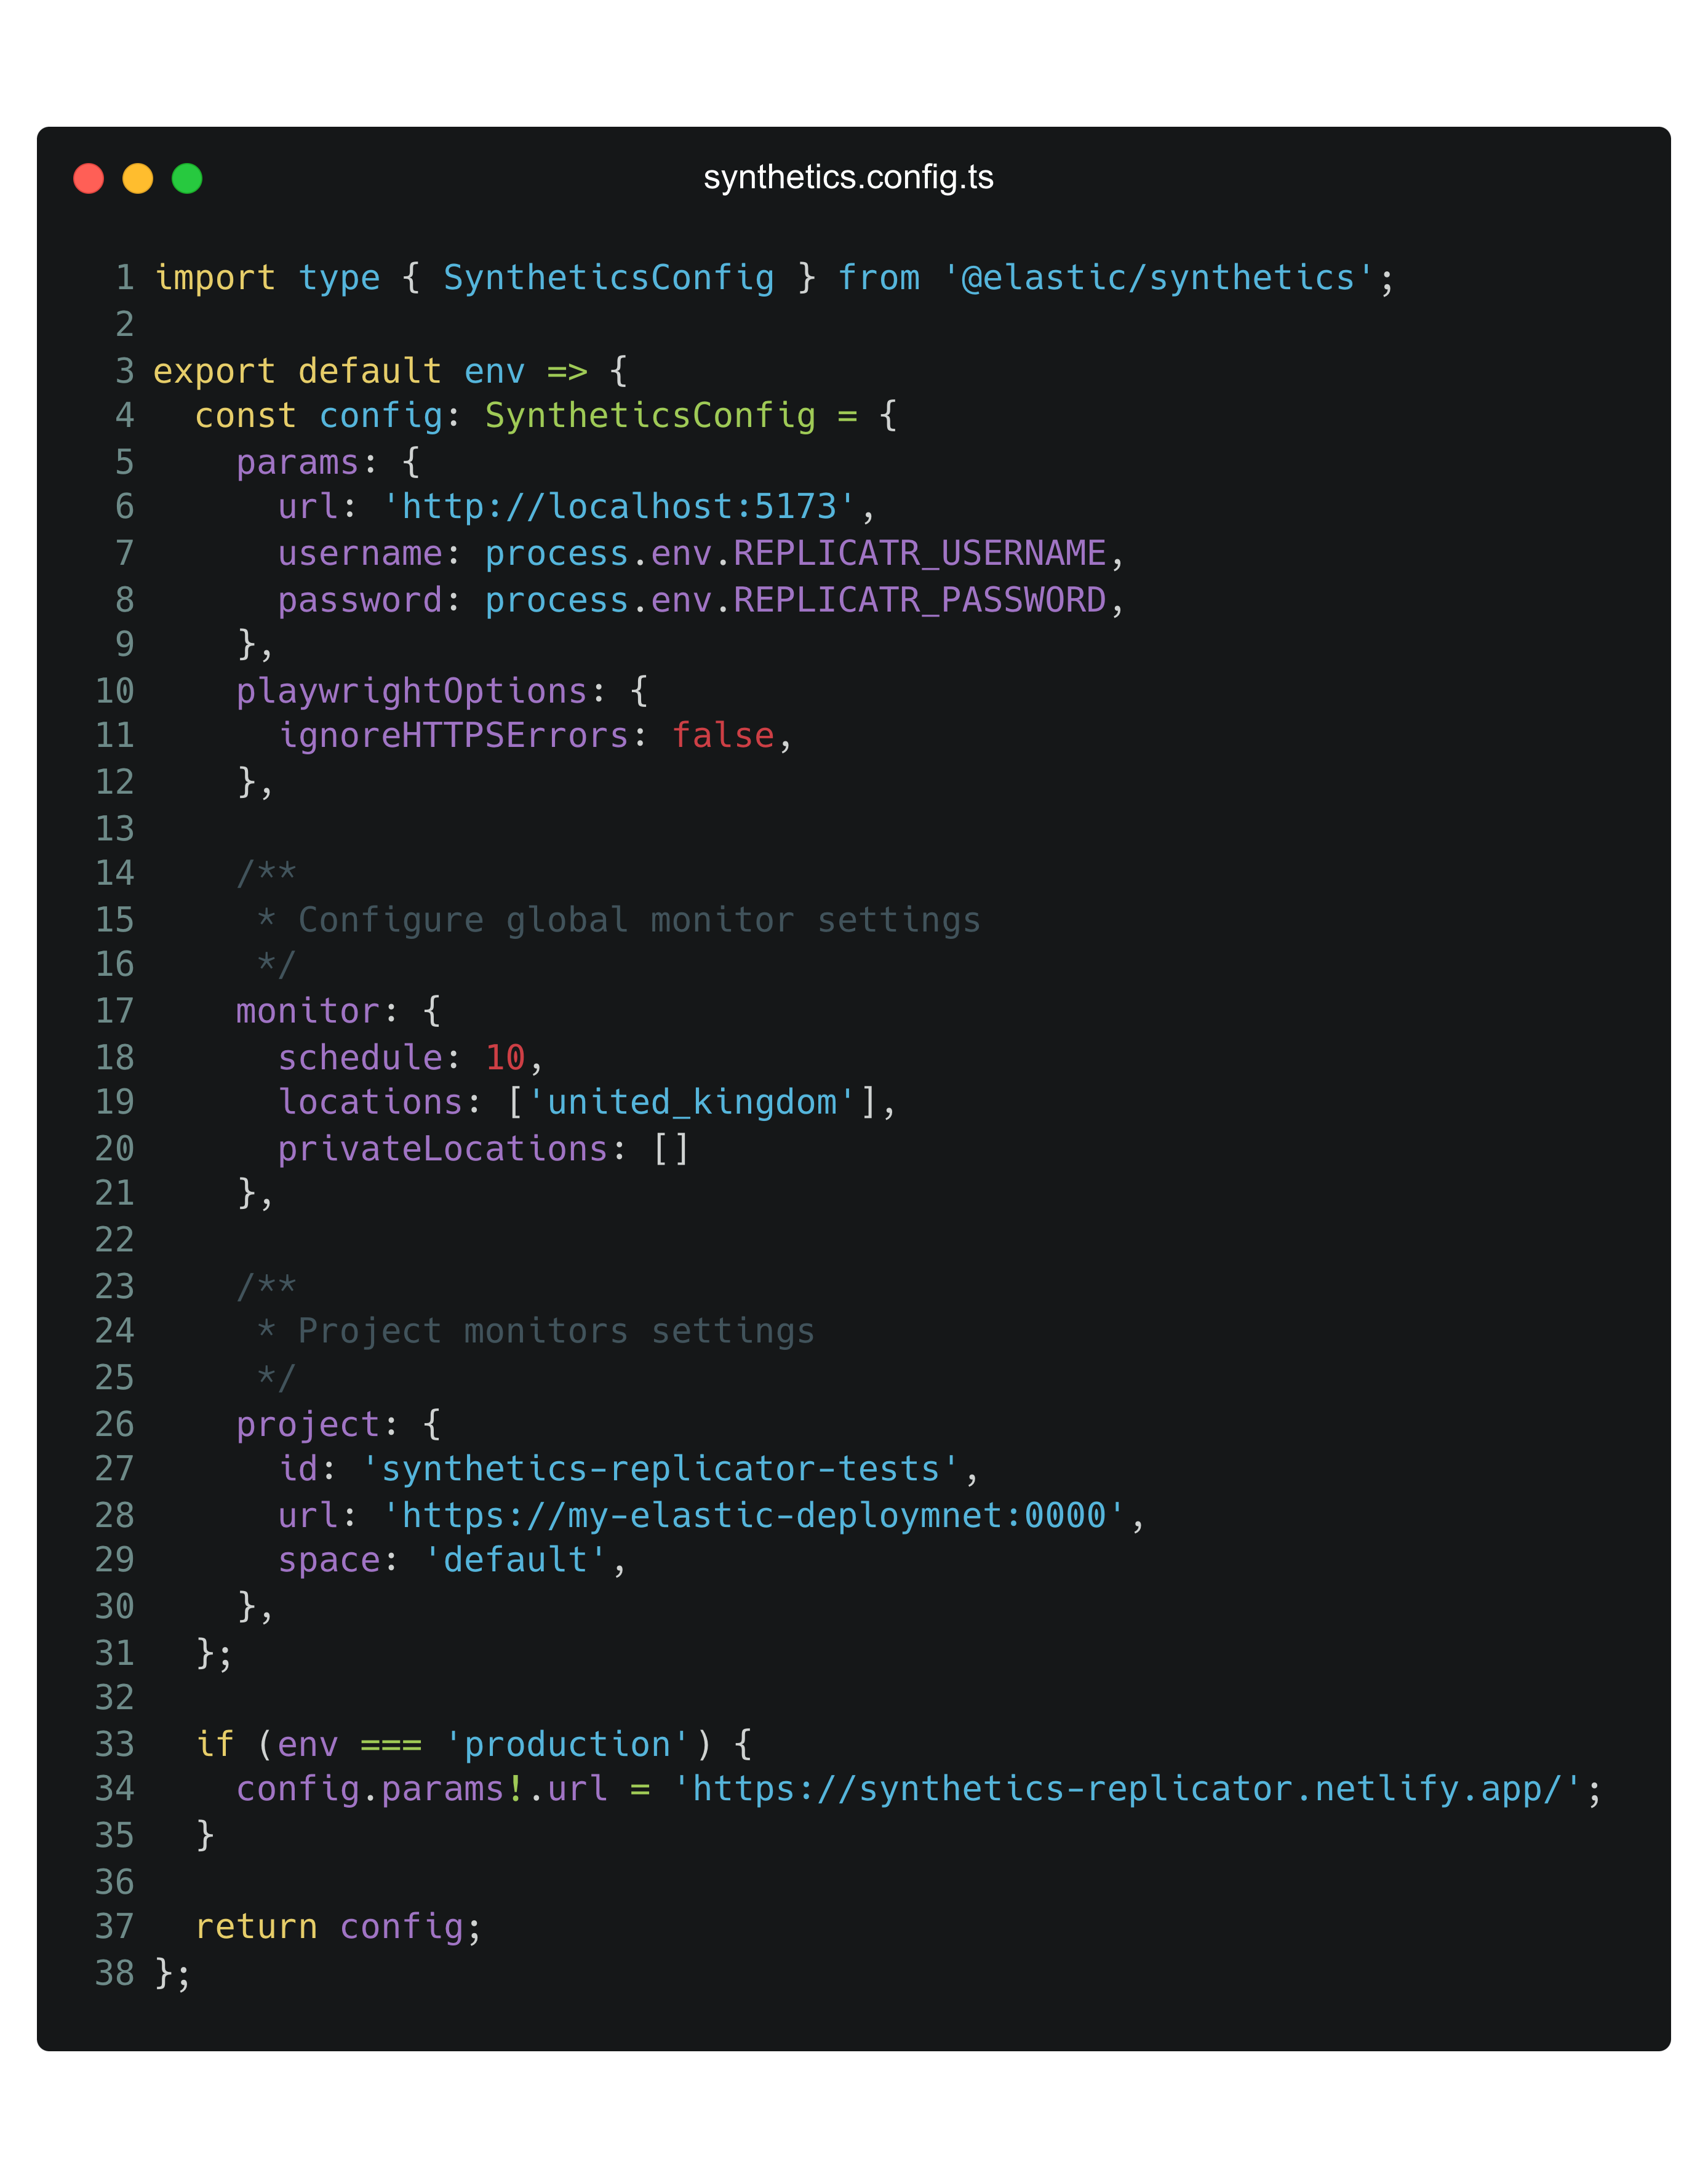 synthetics.config.ts
1 import type { SyntheticsConfig } from '@elastic/synthetics';
2
3 export default env => {
4   const config: SyntheticsConfig = {
5     params: {
6       url: 'http://localhost:5173',
7       username: process.env.REPLICATR_USERNAME,
8       password: process.env.REPLICATR_PASSWORD,
9     },
10     playwrightOptions: {
11       ignoreHTTPSErrors: false,
12     },
13
14     /**
15      * Configure global monitor settings
16      */
17     monitor: {
18       schedule: 10,
19       locations: ['united_kingdom'],
20       privateLocations: []
21     },
22
23     /**
24      * Project monitors settings
25      */
26     project: {
27       id: 'synthetics-replicator-tests',
28       url: 'https://my-elastic-deploymnet:0000',
29       space: 'default',
30     },
31   };
32
33   if (env === 'production') {
34     config.params!.url = 'https://synthetics-replicator.netlify.app/';
35   }
36
37   return config;
38 };